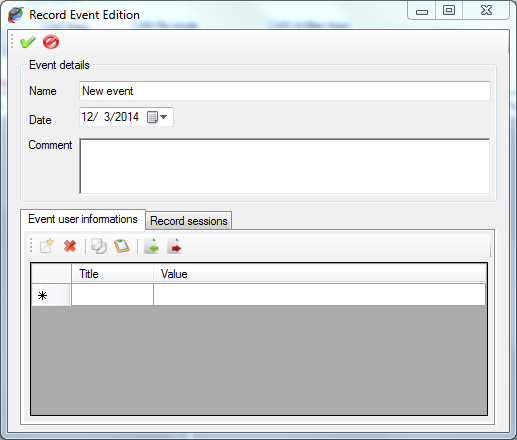 Record Event Edition
Event details
Name New event
Date 12/ 3/2014
Comment
Event user informations Record sessions
Title Value